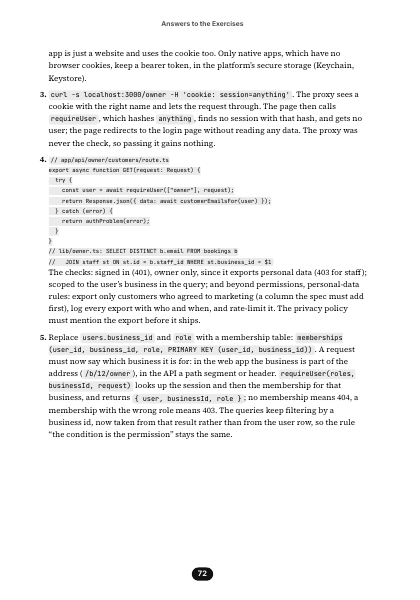 Answers to the Exercises
app is just a website and uses the cookie too. Only native apps, which have no
browser cookies, keep a bearer token, in the platform's secure storage (Keychain,
Keystore).
3. curl -s localhost:3000/owner -H 'cookie: session=anything'. The proxy sees a
cookie with the right name and lets the request through. The page then calls
requireUser, which hashes anything, finds no session with that hash, and gets no
user; the page redirects to the login page without reading any data. The proxy was
never the check, so passing it gains nothing.
4. // app/api/owner/customers/route.ts
export async function GET(request: Request) {
try {
const user = await requireUser(["owner"], request);
return Response.json({ data: await customerEmailsFor(user) });
} catch (error) {
return authProblem(error);
}
}
// lib/owner.ts: SELECT DISTINCT b.email FROM bookings b
// JOIN staff st ON st.id = b.staff_id WHERE st.business_id = $1
The checks: signed in (401), owner only, since it exports personal data (403 for staff);
scoped to the user's business in the query; and beyond permissions, personal-data
rules: export only customers who agreed to marketing (a column the spec must add
first), log every export with who and when, and rate-limit it. The privacy policy
must mention the export before it ships.
5. Replace users.business_id and role with a membership table: memberships
(user_id, business_id, role, PRIMARY KEY (user_id, business_id)). A request
must now say which business it is for: in the web app the business is part of the
address (/b/12/owner), in the API a path segment or header. requireUser(roles,
businessId, request) looks up the session and then the membership for that
business, and returns { user, businessId, role }; no membership means 404, a
membership with the wrong role means 403. The queries keep filtering by
business id, now taken from that result rather than from the user row, so the rule
"the condition is the permission" stays the same.
72